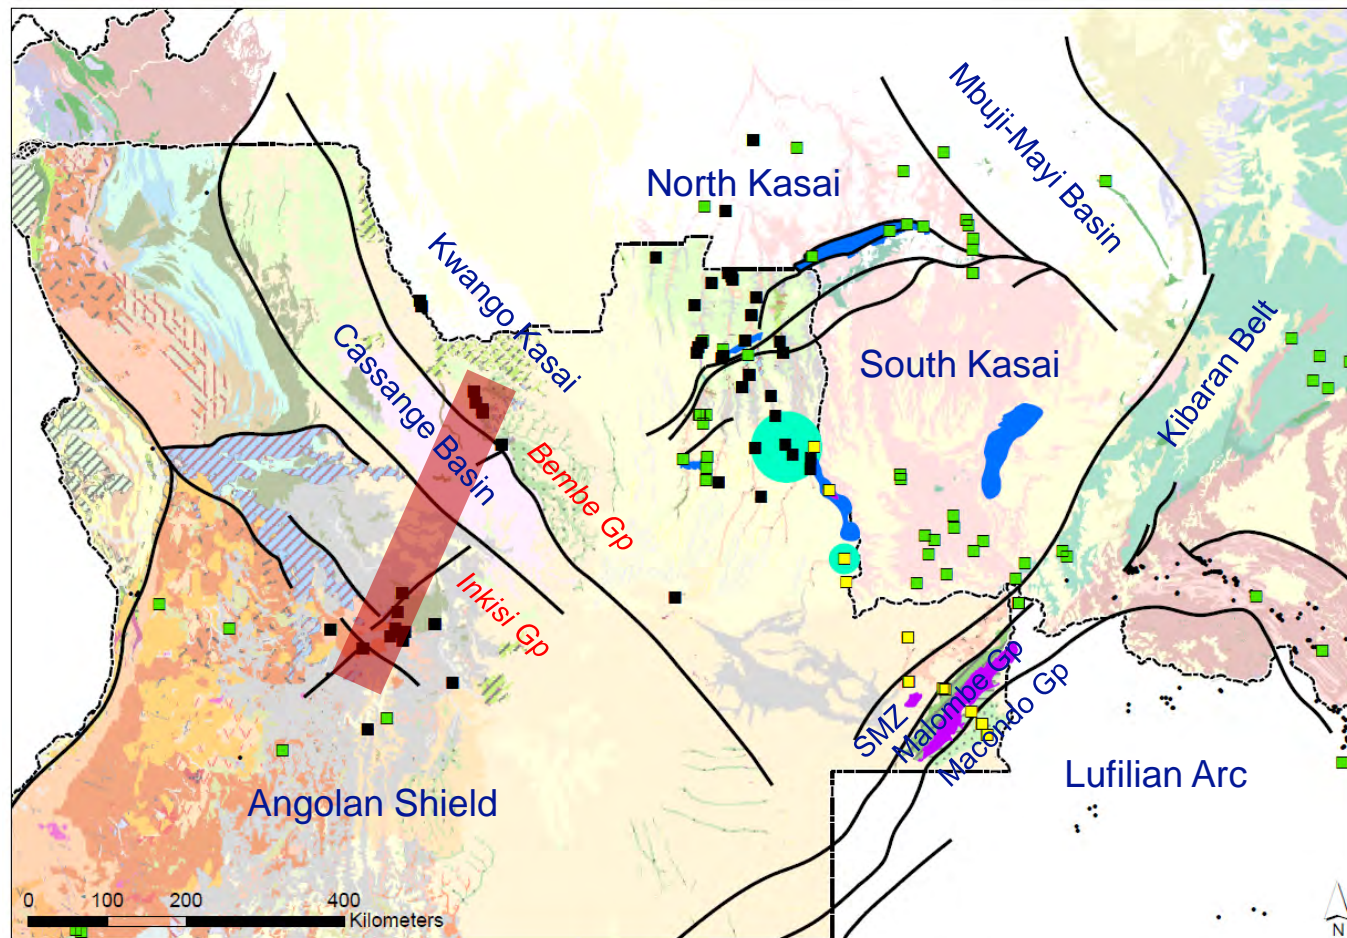 Mbuji-Mayi Basin
North Kasai
Kwango Kasai
Cassange Basin
South Kasai
Kibaran Belt
Bembe Gp
Inkisi Gp
SMZ
Malombe Gp
Macondo Gp
Lufilian Arc
Angolan Shield
0 100 200 400
Kilometers
N